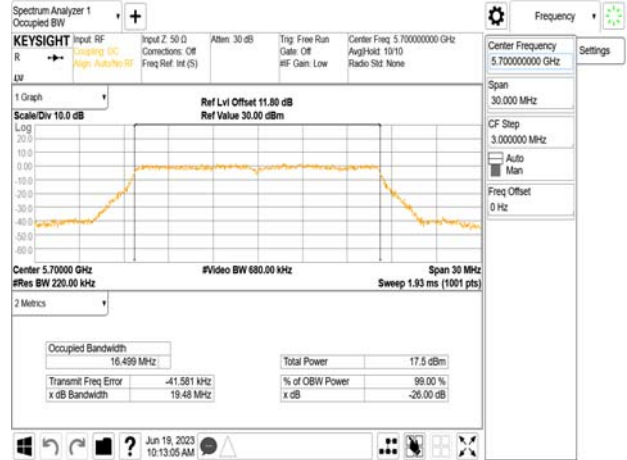 Spectrum Analyzer 1
Occupied BW
+
Frequency
KEYSIGHT
R
Input: RF
Coupling: DC
Align: Auto/No RF
Input Z: 50 Ω
Corrections: Off
Freq Ref: Int (S)
Atten: 30 dB
Trig: Free Run
Gate: Off
#IF Gain: Low
Center Freq: 5.700000000 GHz
Avg|Hold: 10/10
Radio Std: None
Center Frequency
5.700000000 GHz
Settings
Span
30.000 MHz
CF Step
3.000000 MHz
Auto
Man
Freq Offset
0 Hz
1 Graph
Scale/Div 10.0 dB
Ref Lvl Offset 11.80 dB
Ref Value 30.00 dBm
Log
20.0
10.0
0.00
-10.0
-20.0
-30.0
-40.0
-50.0
-60.0
Center 5.70000 GHz
#Video BW 680.00 kHz
Span 30 MHz
#Res BW 220.00 kHz
Sweep 1.93 ms (1001 pts)
2 Metrics
Occupied Bandwidth
16.499 MHz
Total Power 17.5 dBm
Transmit Freq Error -41.581 kHz
% of OBW Power 99.00 %
x dB Bandwidth 19.48 MHz
x dB -26.00 dB
?
Jun 19, 2023
10:13:05 AM